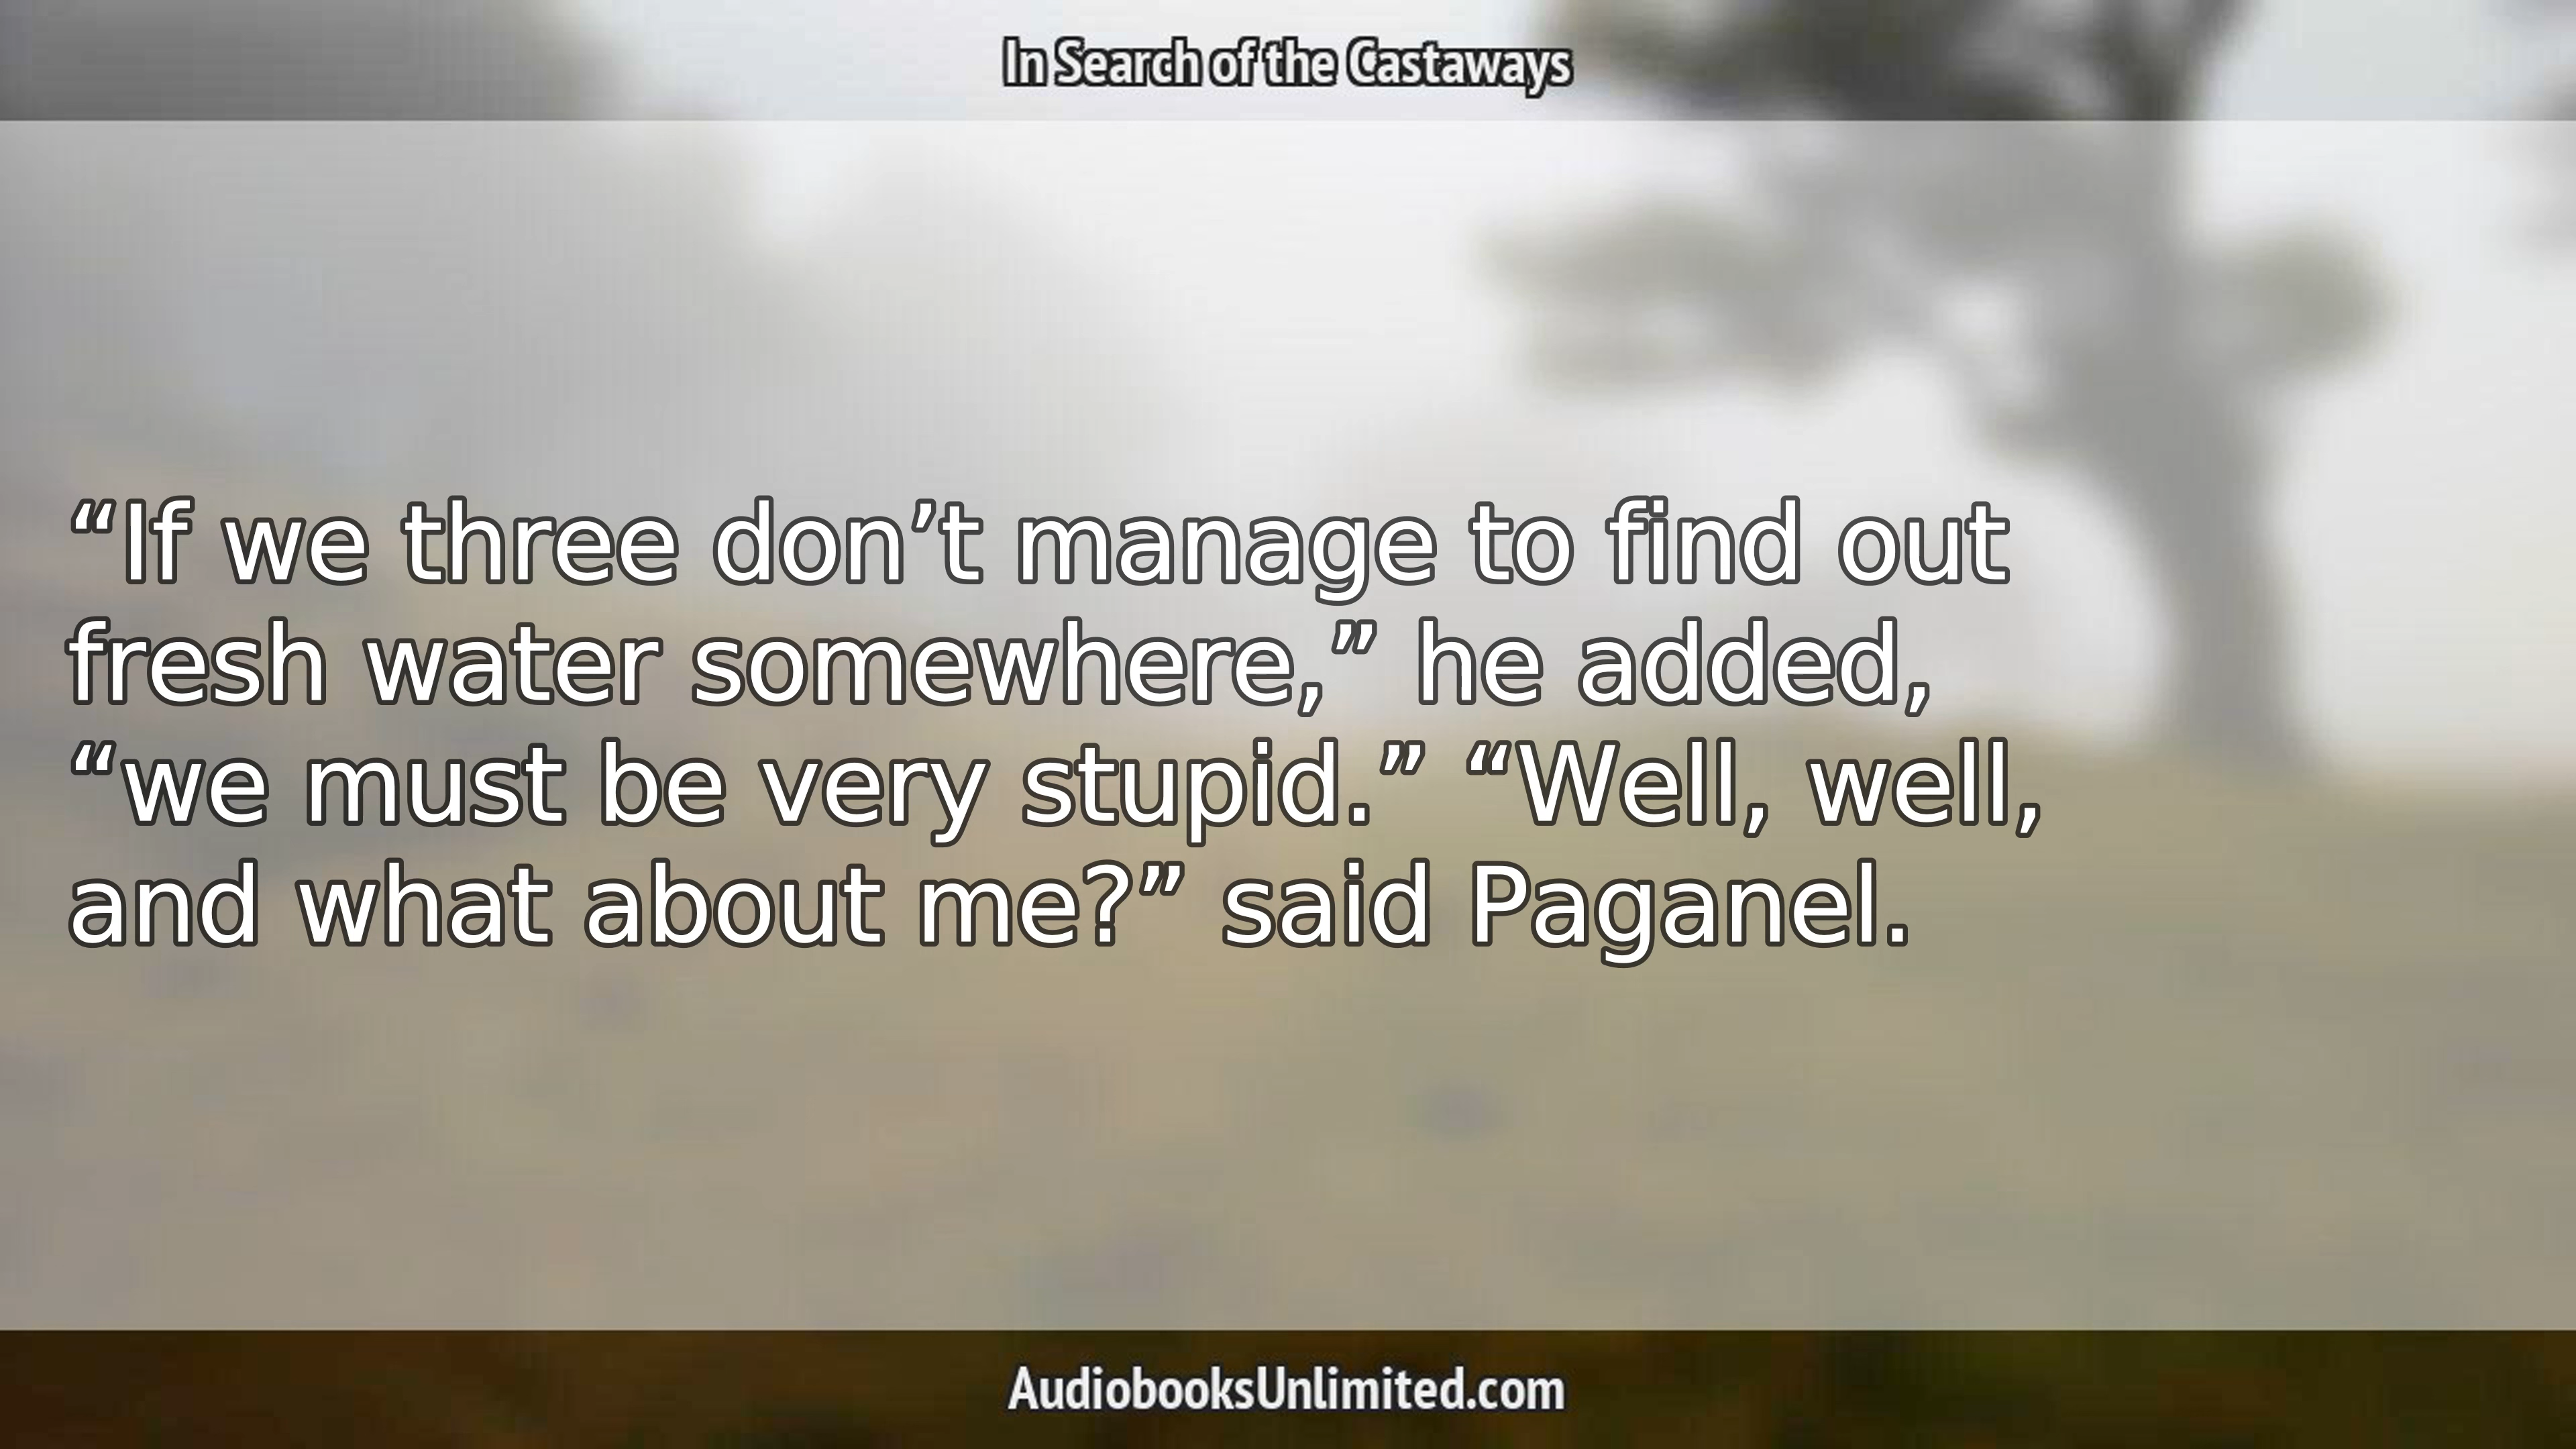 In Search of the Castaways
“If we three don’t manage to find out
fresh water somewhere,” he added,
“we must be very stupid.” “Well, well,
and what about me?” said Paganel.
AudiobooksUnlimited.com